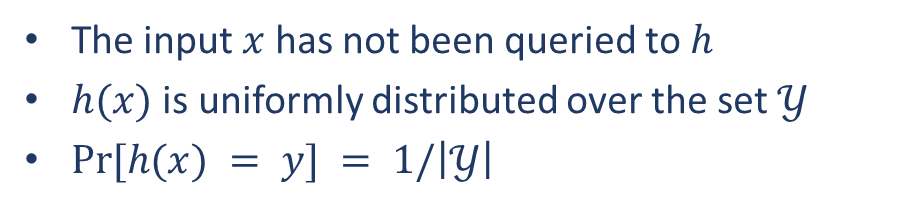 • The input 𝑥 has not been queried to ℎ
• ℎ(𝑥) is uniformly distributed over the set 𝒴
• Pr[ℎ(𝑥) = 𝑦] = 1/|𝒴|